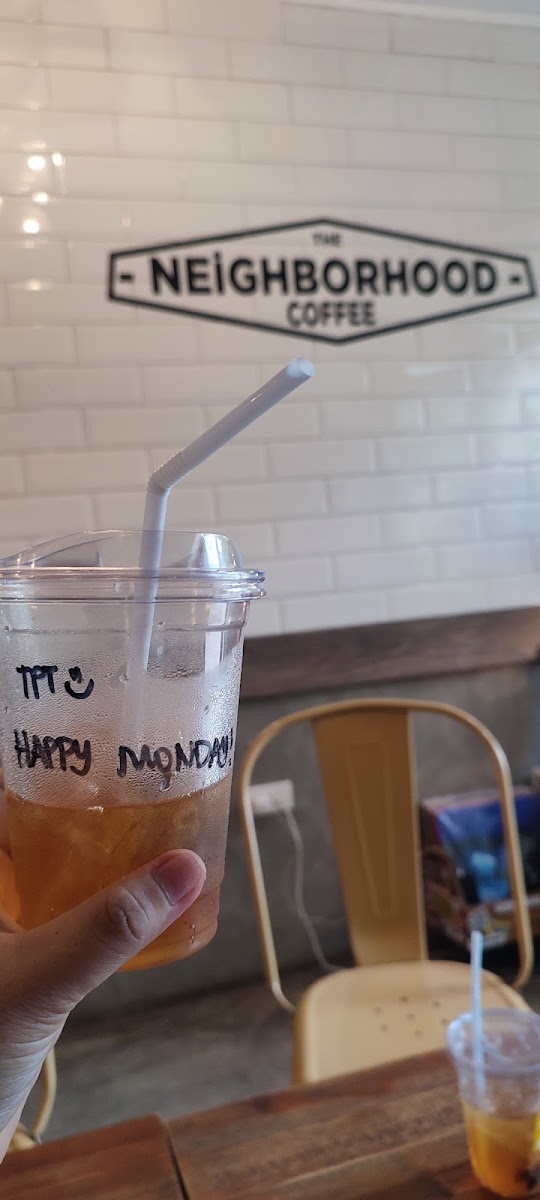 THE
- NEiGHBORHOOD -
COFFEE
TPT
HAPPY MONDAY!